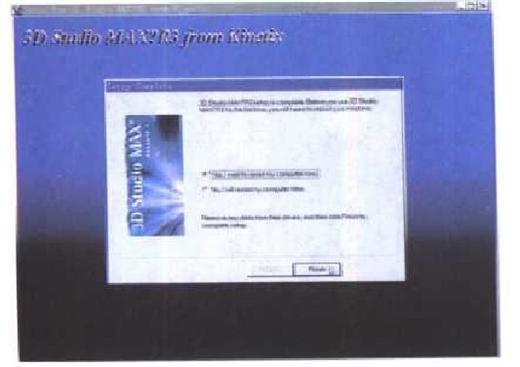 3D Studio MAX?R3 from Kinetix
Setup Complete
3D Studio MAX?R3 setup is complete. Before you use 3D Studio
MAX?R3 for the first time, you will need to restart your machine.
3D Studio MAX
Yes, I want to restart my computer now.
No, I will restart my computer later.
Remove any disks from their drives, and then click Finish to
complete setup.
Finish